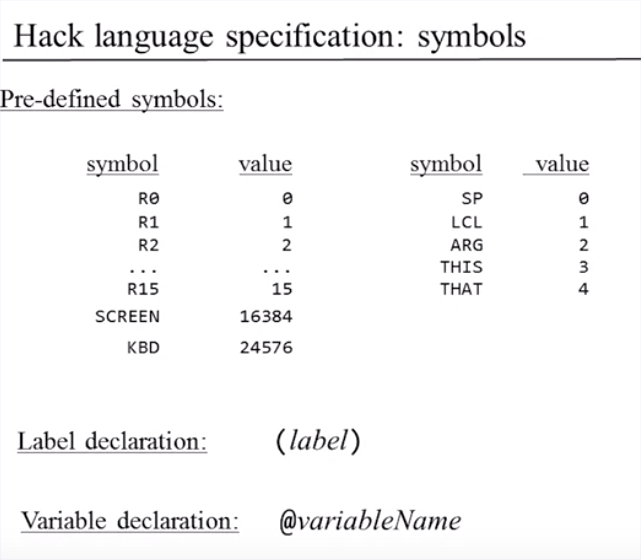 Hack language specification: symbols
Pre-defined symbols:
symbol value symbol value
R0 0 SP 0
R1 1 LCL 1
R2 2 ARG 2
... ... THIS 3
R15 15 THAT 4
SCREEN 16384
KBD 24576
Label declaration: (label)
Variable declaration: @variableName